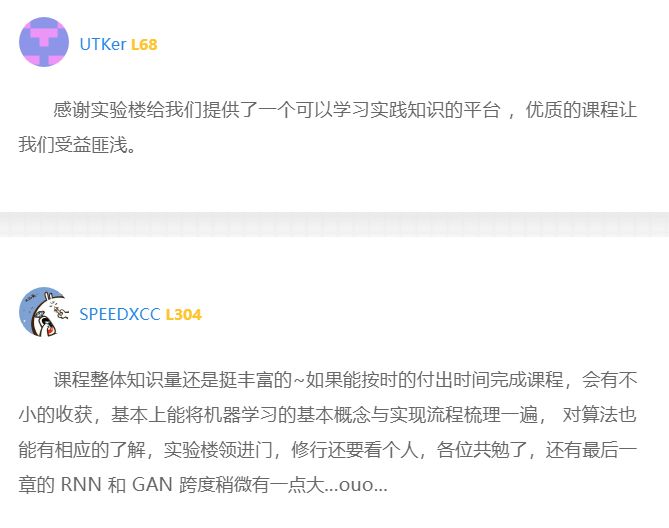 UTKer L68
感谢实验楼给我们提供了一个可以学习实践知识的平台 ，优质的课程让
我们受益匪浅。
SPEEDXCC L304
课程整体知识量还是挺丰富的~如果能按时的付出时间完成课程，会有不
小的收获，基本上能将机器学习的基本概念与实现流程梳理一遍， 对算法也
能有相应的了解，实验楼领进门，修行还要看个人，各位共勉了，还有最后一
章的 RNN 和 GAN 跨度稍微有一点大...ouo...